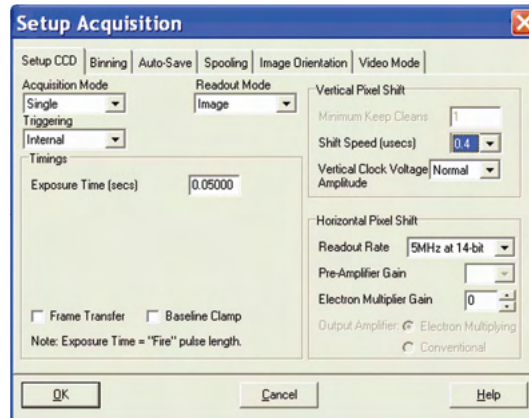 Setup Acquisition
Setup CCD Binning Auto-Save Spooling Image Orientation Video Mode
Acquisition Mode
Single
Readout Mode
Image
Triggering
Internal
Timings
Exposure Time (secs) 0.05000
Frame Transfer Baseline Clamp
Note: Exposure Time = "Fire" pulse length.
Vertical Pixel Shift
Minimum Keep Cleans 1
Shift Speed (usecs) 0.4
Vertical Clock Voltage Normal
Amplitude
Horizontal Pixel Shift
Readout Rate 5MHz at 14-bit
Pre-Amplifier Gain
Electron Multiplier Gain 0
Output Amplifier: Electron Multiplying
Conventional
OK Cancel Help